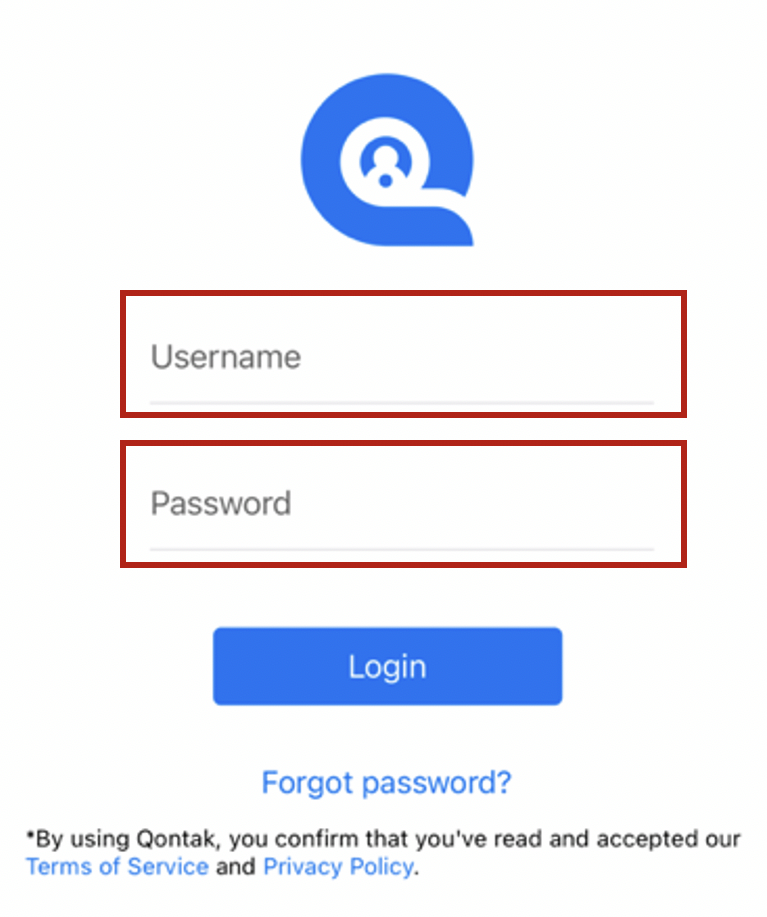 Username
Password
Login
Forgot password?
*By using Qontak, you confirm that you've read and accepted our
Terms of Service and Privacy Policy.